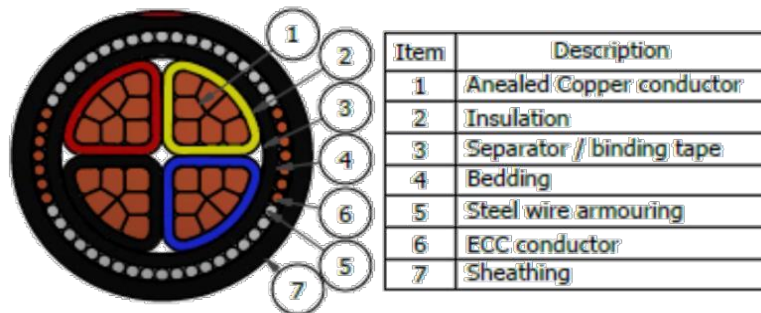 1
2
3
4
6
5
7
Item Description
1 Anealed Copper conductor
2 Insulation
3 Separator / binding tape
4 Bedding
5 Steel wire armouring
6 ECC conductor
7 Sheathing